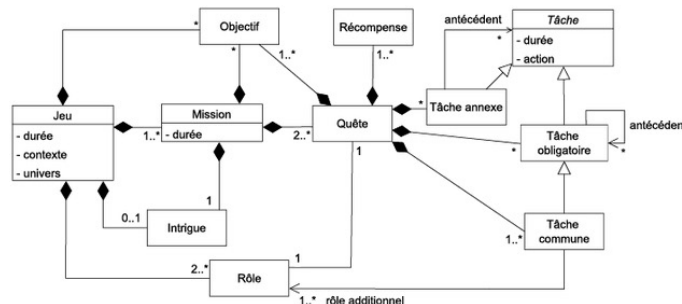 Objectif
*
Récompense
antécédent
Tâche
- durée
- action
*
*
1..*
1..*
Jeu
- durée
- contexte
- univers
Mission
- durée
1..*
2..*
Quête
*
Tâche annexe
1
Tâche
obligatoire
antécédent
*
*
0..1
1
Intrigue
Tâche
commune
1..*
2..*
Rôle
1
1..* rôle additionnel